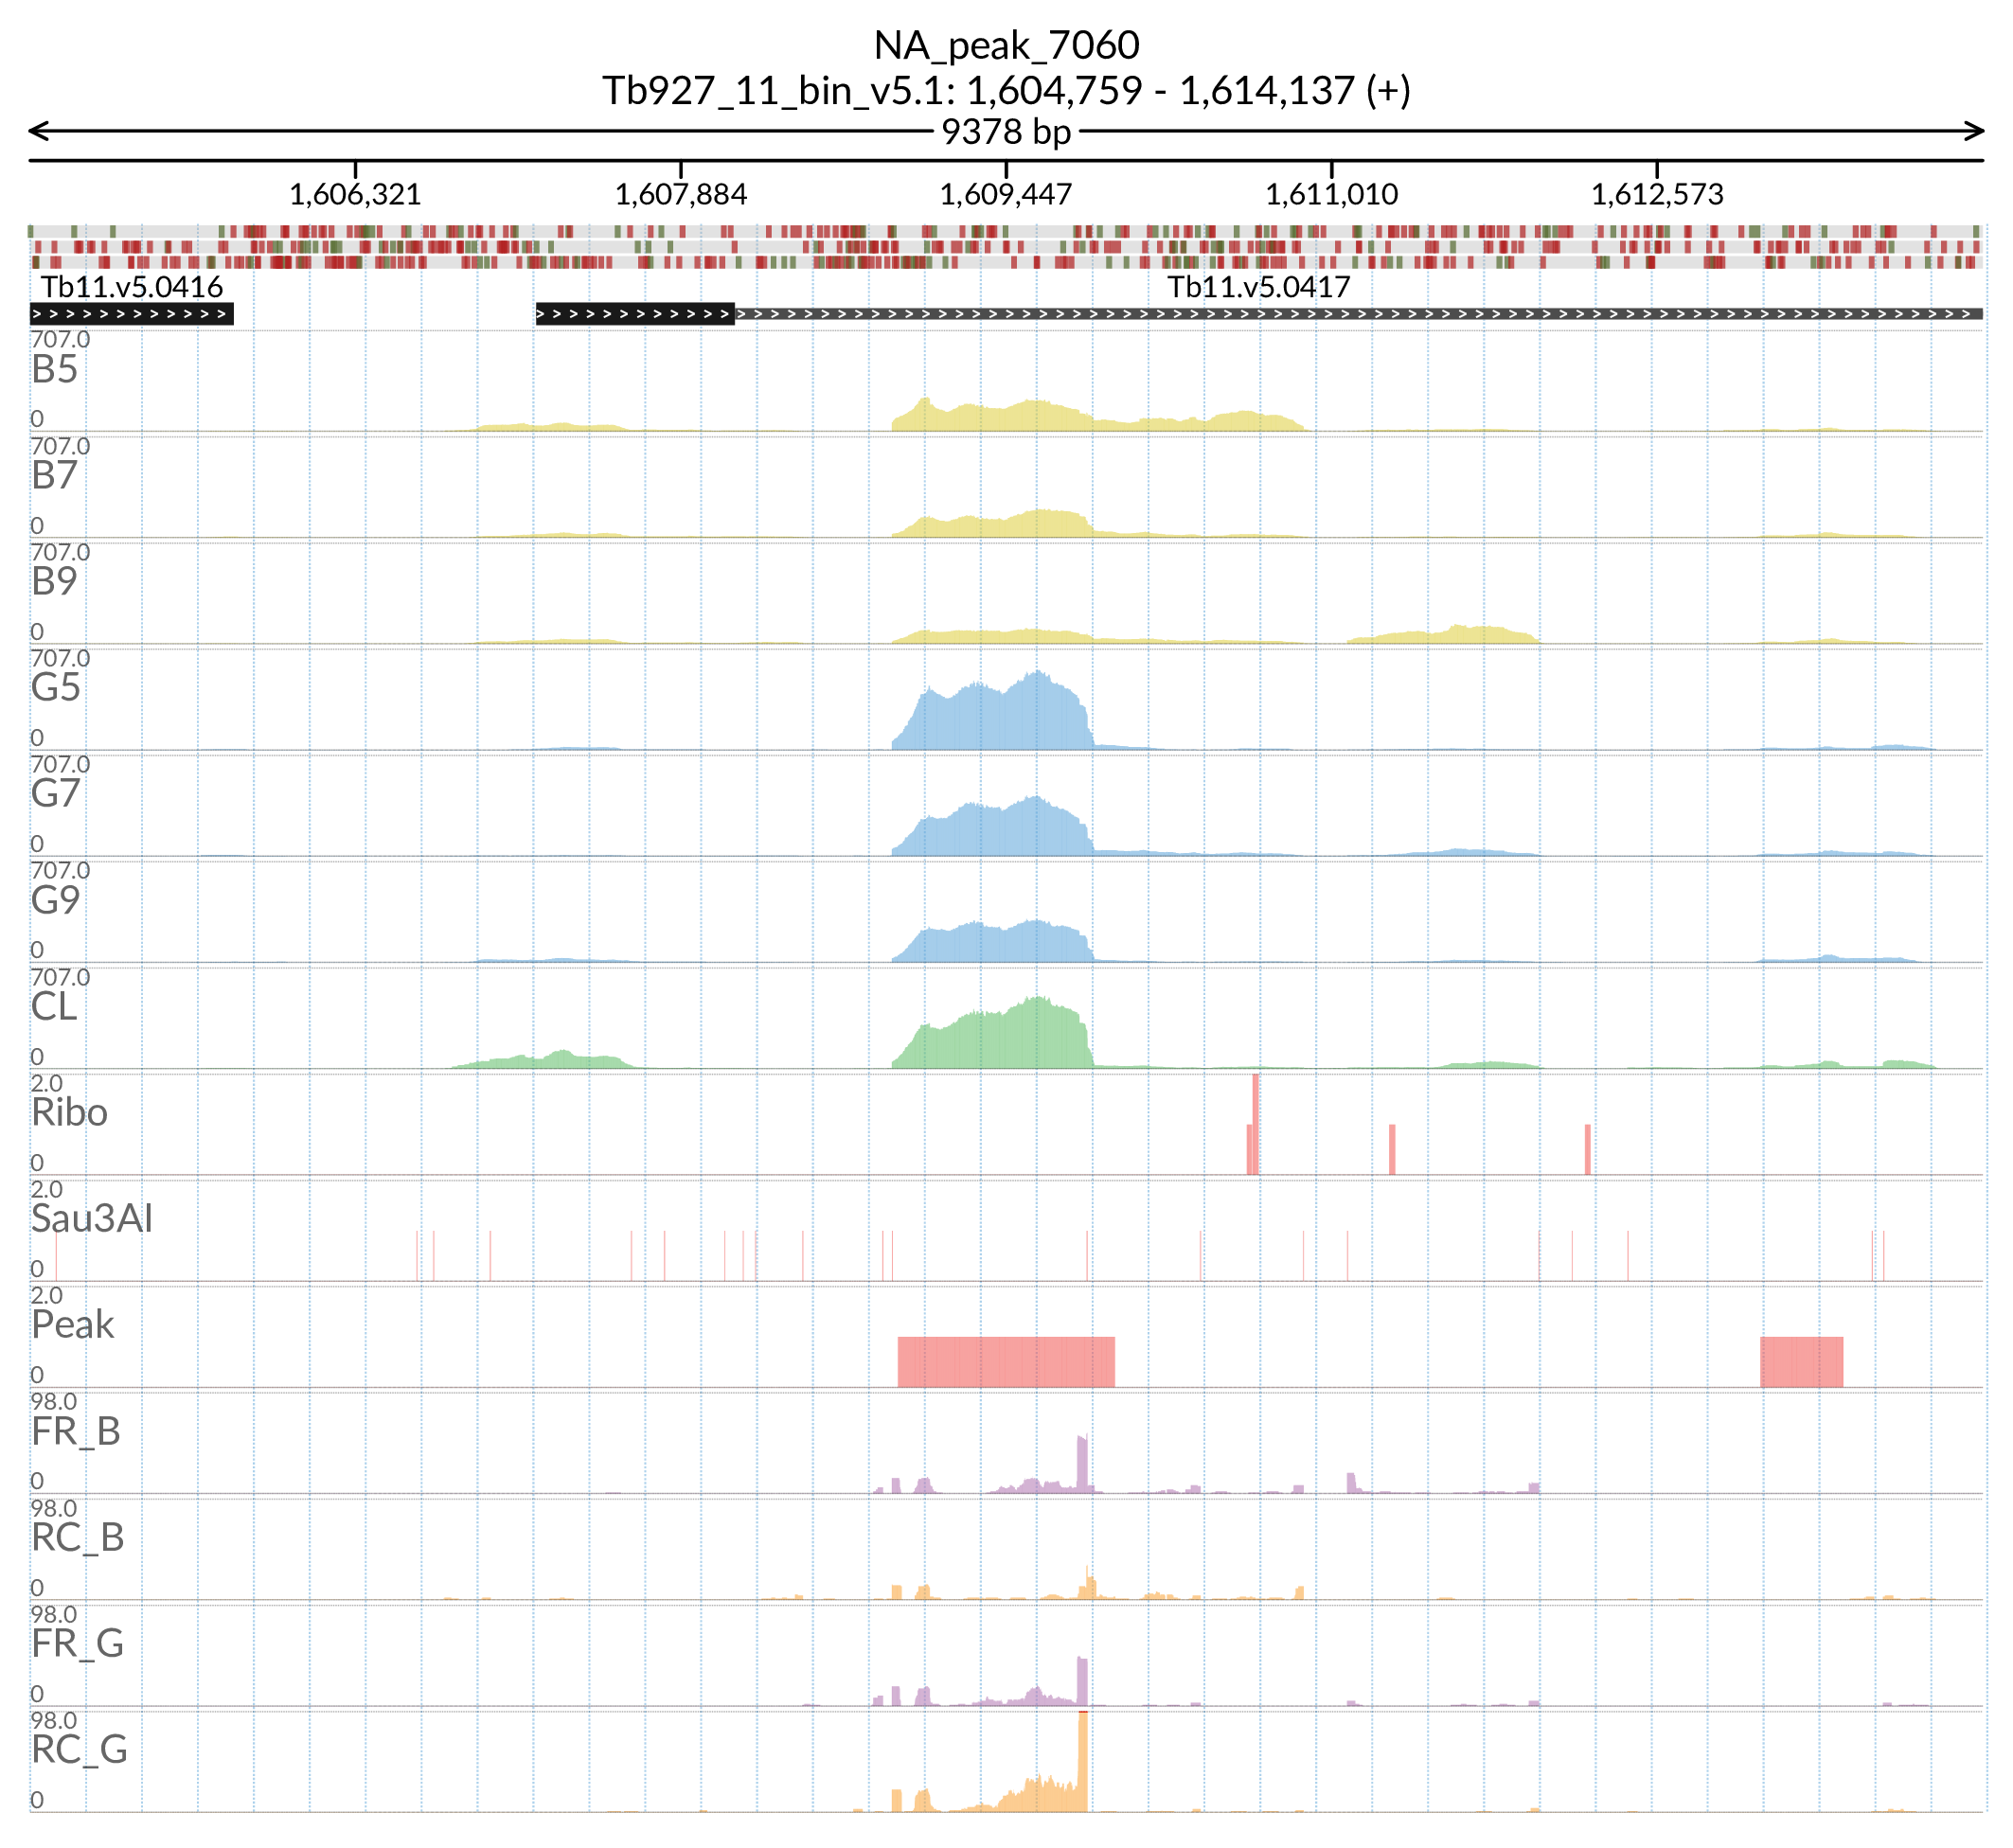 NA_peak_7060
Tb927_11_bin_v5.1: 1,604,759 - 1,614,137 (+)
9378 bp
1,606,321 1,607,884 1,609,447 1,611,010 1,612,573
Tb11.v5.0416 Tb11.v5.0417
707.0
B5
0
707.0
B7
0
707.0
B9
0
707.0
G5
0
707.0
G7
0
707.0
G9
0
707.0
CL
0
2.0
Ribo
0
2.0
Sau3AI
0
2.0
Peak
0
98.0
FR_B
0
98.0
RC_B
0
98.0
FR_G
0
98.0
RC_G
0